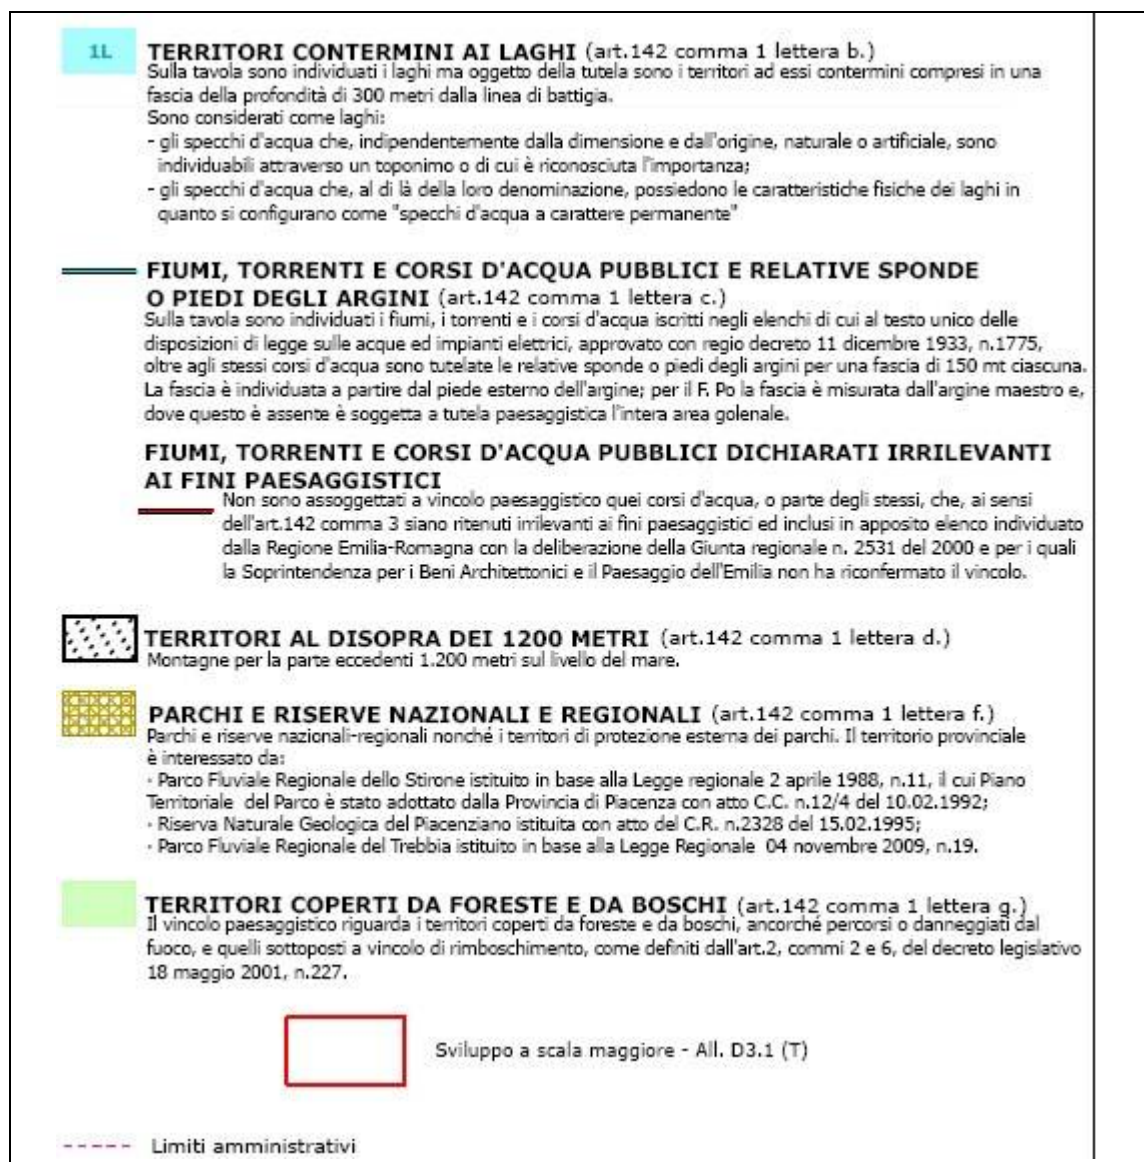 1L TERRITORI CONTERMINI AI LAGHI (art.142 comma 1 lettera b.)
Sulla tavola sono individuati i laghi ma oggetto della tutela sono i territori ad essi contermini compresi in una
fascia della profondità di 300 metri dalla linea di battigia.
Sono considerati come laghi:
- gli specchi d'acqua che, indipendentemente dalla dimensione e dall'origine, naturale o artificiale, sono
individuabili attraverso un toponimo o di cui è riconosciuta l'importanza;
- gli specchi d'acqua che, al di là della loro denominazione, possiedono le caratteristiche fisiche dei laghi in
quanto si configurano come "specchi d'acqua a carattere permanente"
FIUMI, TORRENTI E CORSI D'ACQUA PUBBLICI E RELATIVE SPONDE
O PIEDI DEGLI ARGINI (art.142 comma 1 lettera c.)
Sulla tavola sono individuati i fiumi, i torrenti e i corsi d'acqua iscritti negli elenchi di cui al testo unico delle
disposizioni di legge sulle acque ed impianti elettrici, approvato con regio decreto 11 dicembre 1933, n.1775,
oltre agli stessi corsi d'acqua sono tutelate le relative sponde o piedi degli argini per una fascia di 150 mt ciascuna.
La fascia è individuata a partire dal piede esterno dell'argine; per il F. Po la fascia è misurata dall'argine maestro e,
dove questo è assente è soggetta a tutela paesaggistica l'intera area golenale.
FIUMI, TORRENTI E CORSI D'ACQUA PUBBLICI DICHIARATI IRRILEVANTI
AI FINI PAESAGGISTICI
Non sono assoggettati a vincolo paesaggistico quei corsi d'acqua, o parte degli stessi, che, ai sensi
dell'art.142 comma 3 siano ritenuti irrilevanti ai fini paesaggistici ed inclusi in apposito elenco individuato
dalla Regione Emilia-Romagna con la deliberazione della Giunta regionale n. 2531 del 2000 e per i quali
la Soprintendenza per i Beni Architettonici e il Paesaggio dell'Emilia non ha riconfermato il vincolo.
TERRITORI AL DISOPRA DEI 1200 METRI (art.142 comma 1 lettera d.)
Montagne per la parte eccedenti 1.200 metri sul livello del mare.
PARCHI E RISERVE NAZIONALI E REGIONALI (art.142 comma 1 lettera f.)
Parchi e riserve nazionali-regionali nonché i territori di protezione esterna dei parchi. Il territorio provinciale
è interessato da:
· Parco Fluviale Regionale dello Stirone istituito in base alla Legge regionale 2 aprile 1988, n.11, il cui Piano
Territoriale del Parco è stato adottato dalla Provincia di Piacenza con atto C.C. n.12/4 del 10.02.1992;
· Riserva Naturale Geologica del Piacenziano istituita con atto del C.R. n.2328 del 15.02.1995;
· Parco Fluviale Regionale del Trebbia istituito in base alla Legge Regionale 04 novembre 2009, n.19.
TERRITORI COPERTI DA FORESTE E DA BOSCHI (art.142 comma 1 lettera g.)
Il vincolo paesaggistico riguarda i territori coperti da foreste e da boschi, ancorché percorsi o danneggiati dal
fuoco, e quelli sottoposti a vincolo di rimboschimento, come definiti dall'art.2, commi 2 e 6, del decreto legislativo
18 maggio 2001, n.227.
Sviluppo a scala maggiore - All. D3.1 (T)
Limiti amministrativi